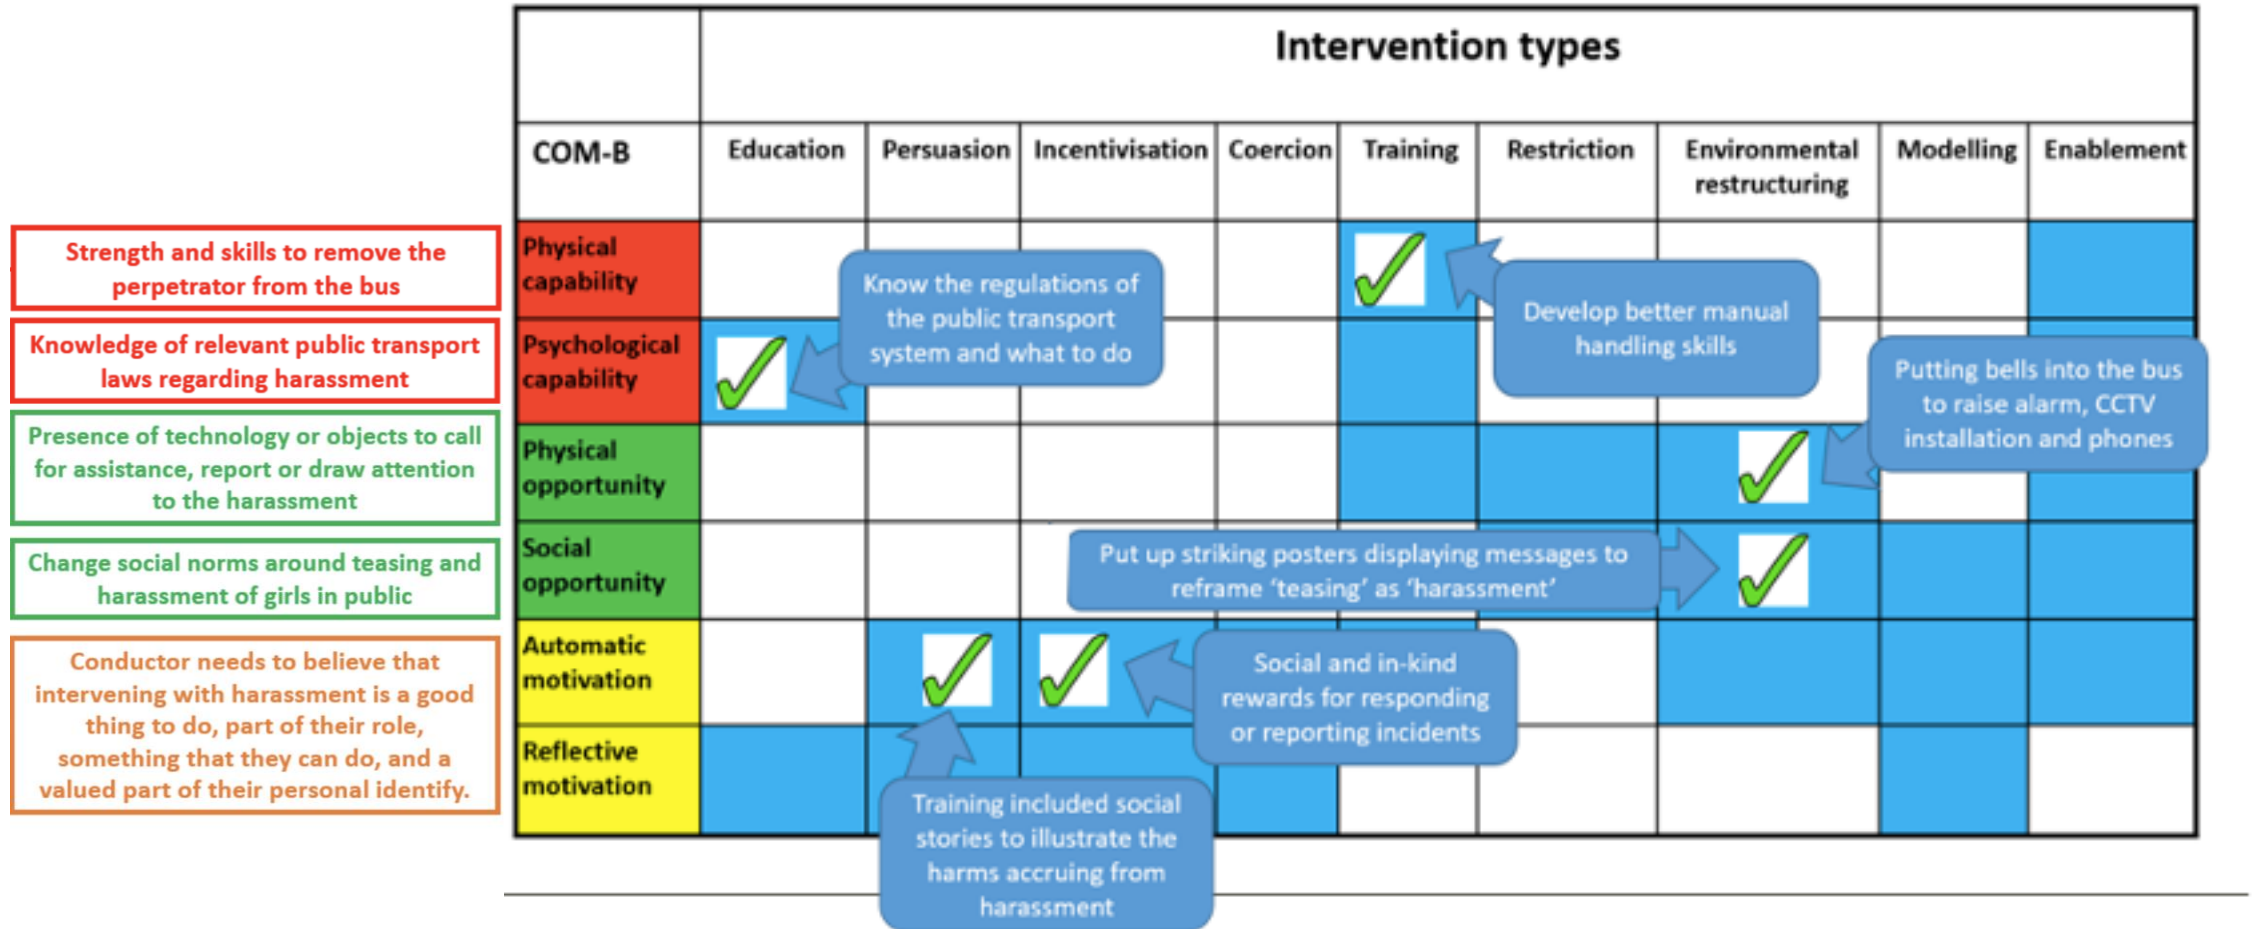 Intervention types
COM-B
Education
Persuasion
Incentivisation
Coercion
Training
Restriction
Environmental
restructuring
Modelling
Enablement
Strength and skills to remove the
perpetrator from the bus
Physical
capability
Know the regulations of
the public transport
system and what to do
Develop better manual
handling skills
Knowledge of relevant public transport
laws regarding harassment
Psychological
capability
Putting bells into the bus
to raise alarm, CCTV
installation and phones
Presence of technology or objects to call
for assistance, report or draw attention
to the harassment
Physical
opportunity
Change social norms around teasing and
harassment of girls in public
Social
opportunity
Put up striking posters displaying messages to
reframe ‘teasing’ as ‘harassment’
Conductor needs to believe that
intervening with harassment is a good
thing to do, part of their role,
something that they can do, and a
valued part of their personal identify.
Automatic
motivation
Social and in-kind
rewards for responding
or reporting incidents
Reflective
motivation
Training included social
stories to illustrate the
harms accruing from
harassment